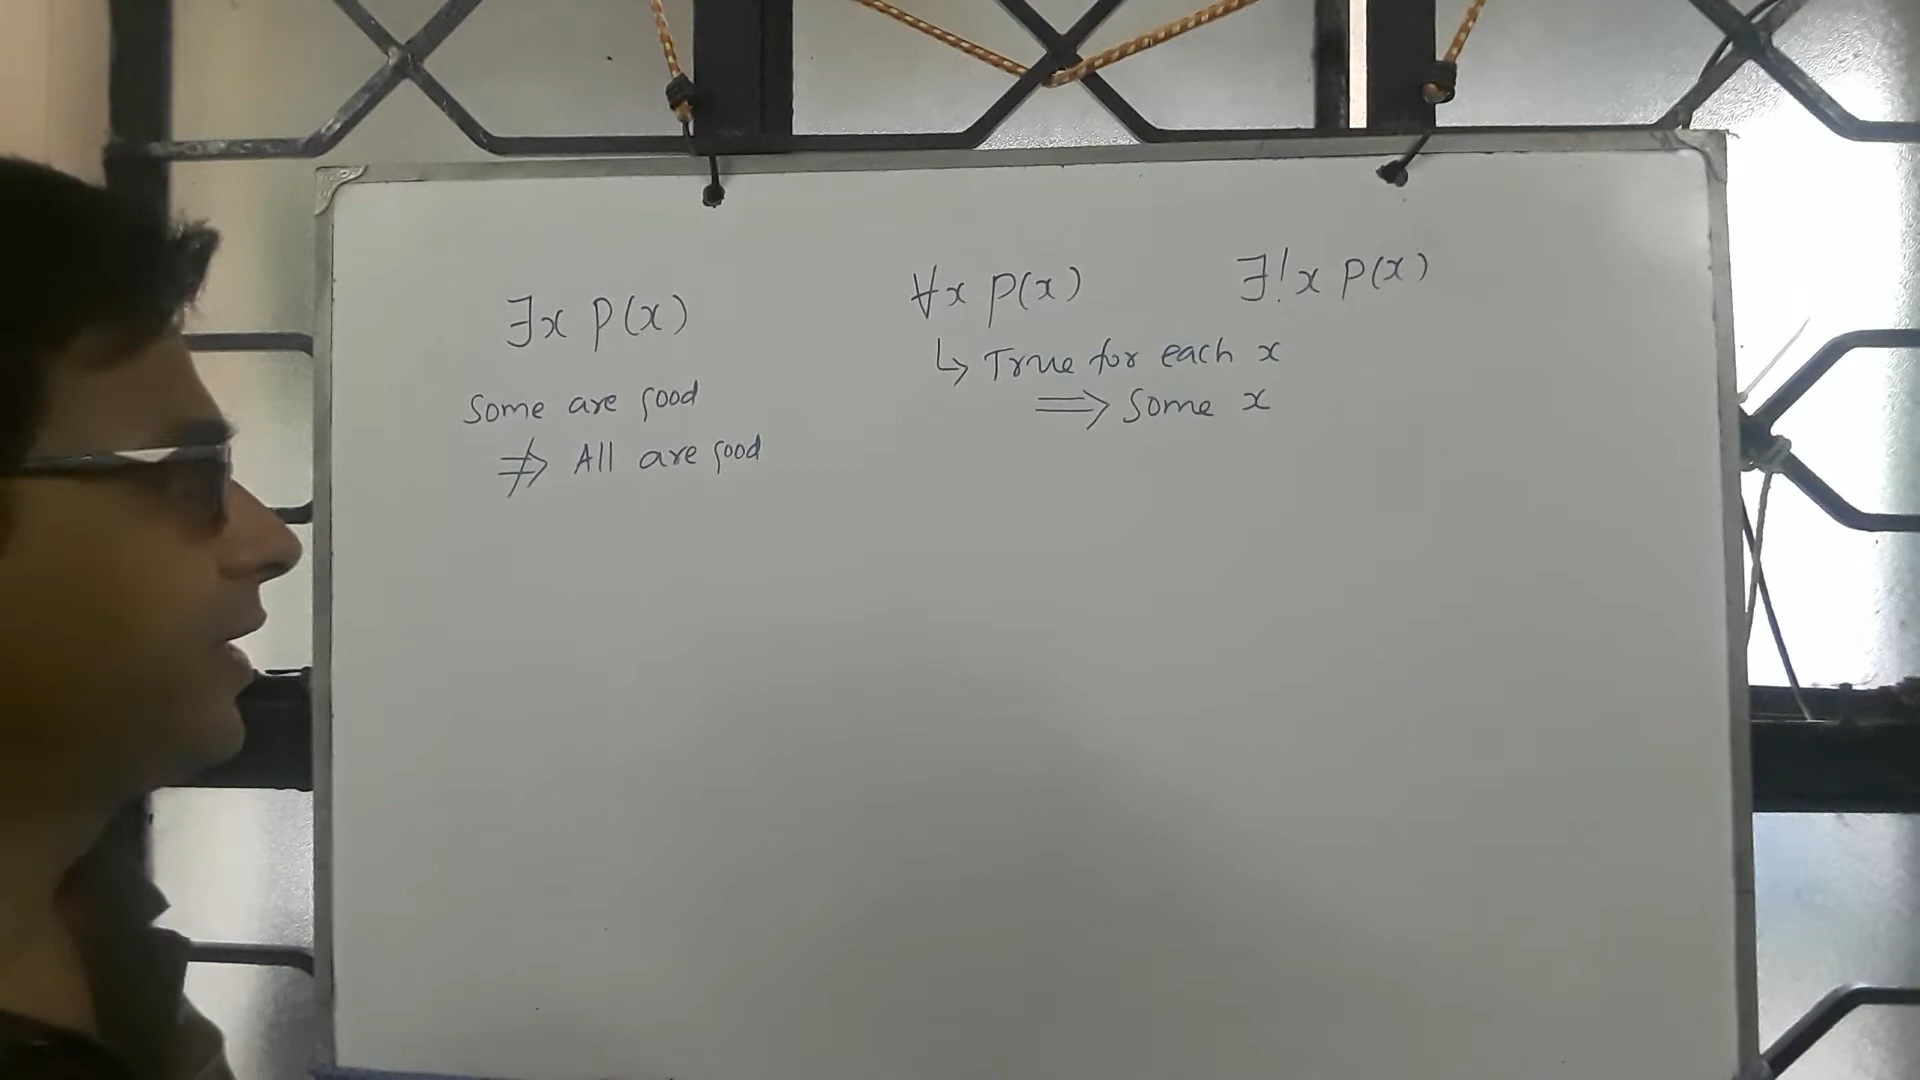 ∃x P(x)
Some are good
⇏ All are good
∀x P(x)
↳ True for each x
⟹ Some x
∃!x P(x)